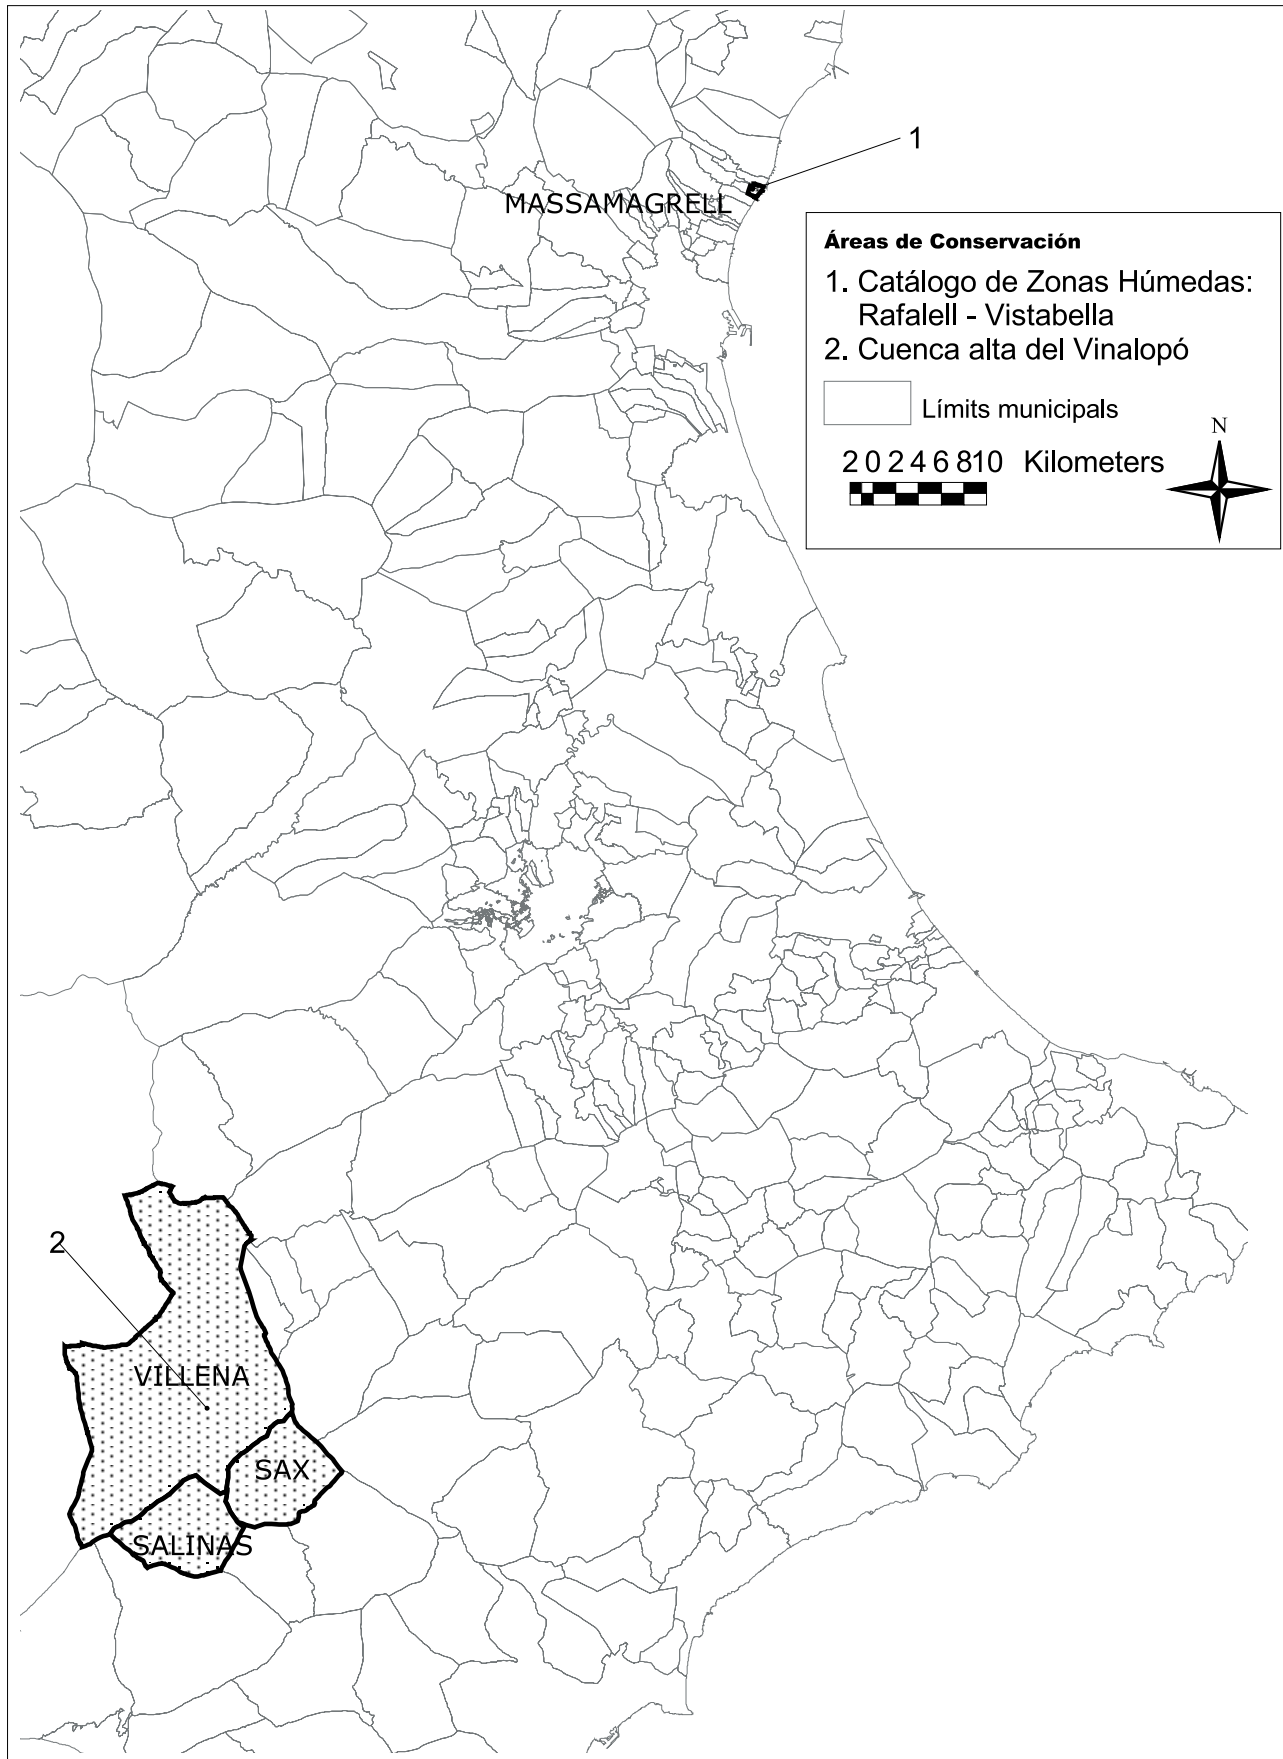 1
MASSAMAGRELL
Áreas de Conservación
1. Catálogo de Zonas Húmedas:
Rafalell - Vistabella
2. Cuenca alta del Vinalopó
Límits municipals
N
2 0 2 4 6 8 10 Kilometers
2
VILLENA
SAX
SALINAS